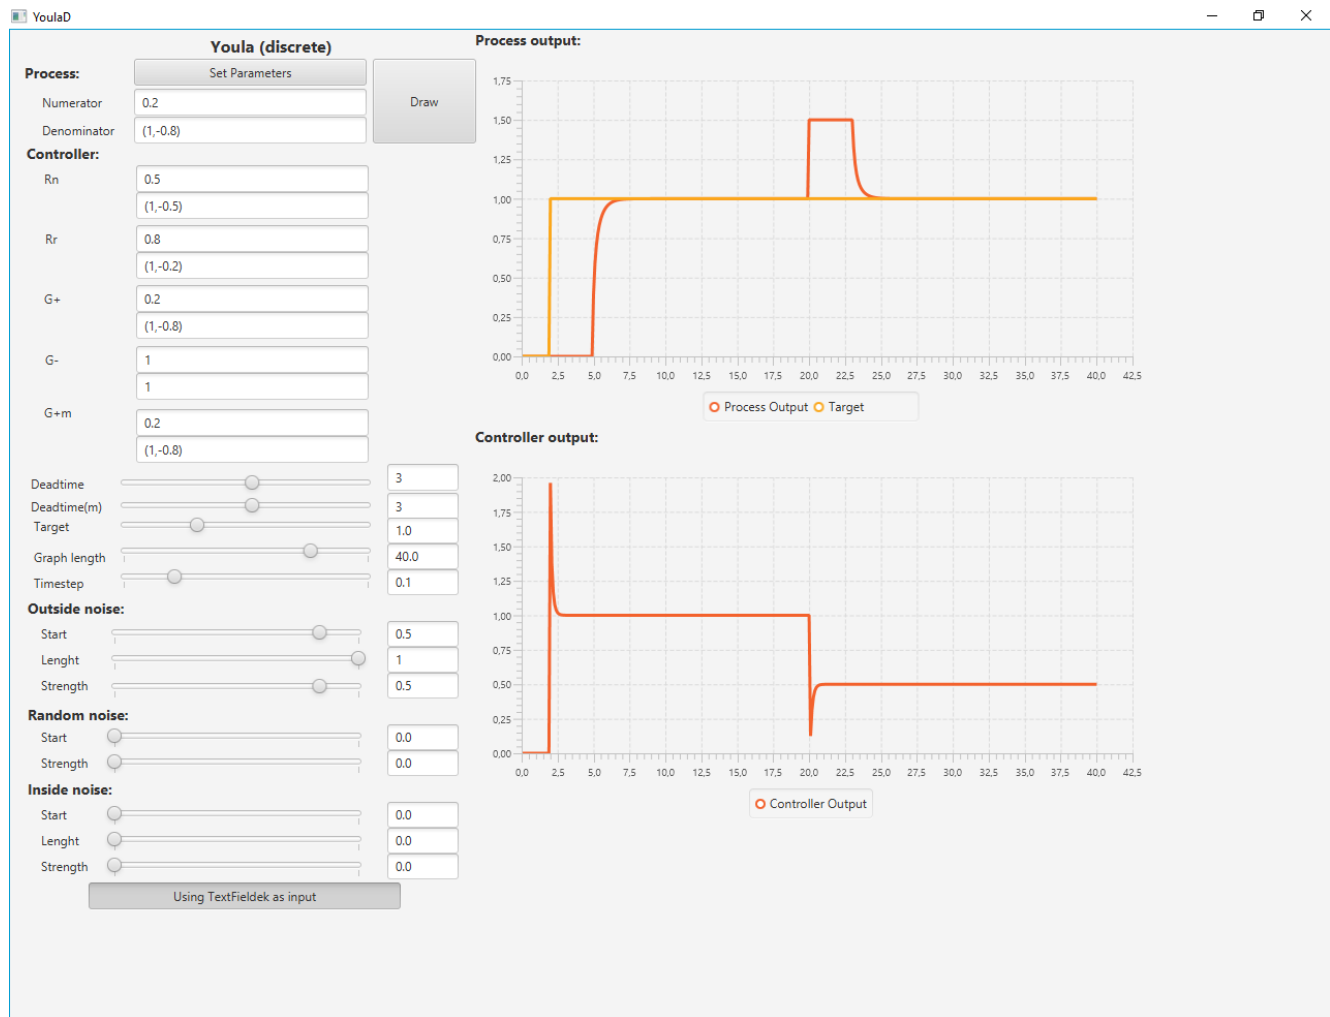 YoulaD
Youla (discrete)
Process:
Set Parameters
Draw
Numerator
0.2
Denominator
(1,-0.8)
Controller:
Rn
0.5
(1,-0.5)
Rr
0.8
(1,-0.2)
G+
0.2
(1,-0.8)
G-
1
1
G+m
0.2
(1,-0.8)
Deadtime
3
Deadtime(m)
3
Target
1.0
Graph length
40.0
Timestep
0.1
Outside noise:
Start
0.5
Lenght
1
Strength
0.5
Random noise:
Start
0.0
Strength
0.0
Inside noise:
Start
0.0
Lenght
0.0
Strength
0.0
Using TextFieldek as input
Process output:
1,75
1,50
1,25
1,00
0,75
0,50
0,25
0,00
0,0 2,5 5,0 7,5 10,0 12,5 15,0 17,5 20,0 22,5 25,0 27,5 30,0 32,5 35,0 37,5 40,0 42,5
Process Output Target
Controller output:
2,00
1,75
1,50
1,25
1,00
0,75
0,50
0,25
0,00
0,0 2,5 5,0 7,5 10,0 12,5 15,0 17,5 20,0 22,5 25,0 27,5 30,0 32,5 35,0 37,5 40,0 42,5
Controller Output